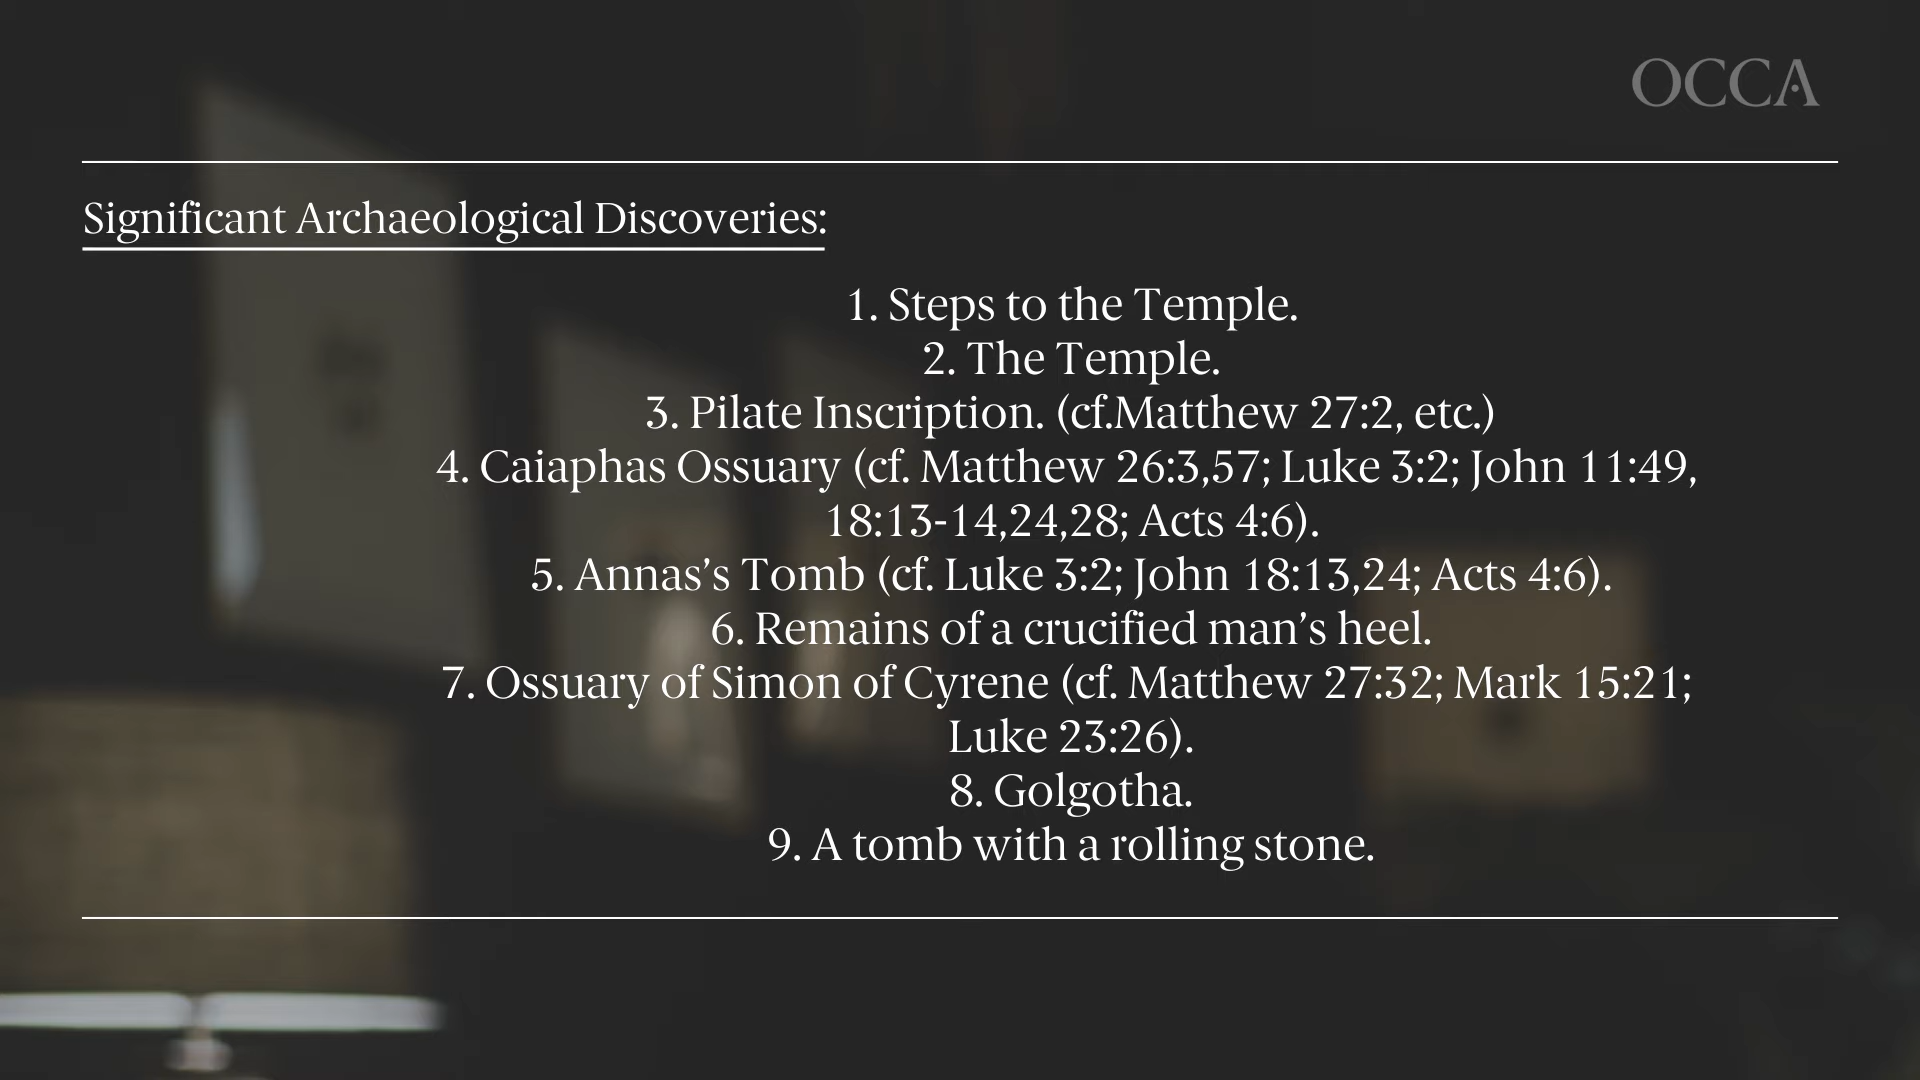 OCCA
Significant Archaeological Discoveries:
1. Steps to the Temple.
2. The Temple.
3. Pilate Inscription. (cf.Matthew 27:2, etc.)
4. Caiaphas Ossuary (cf. Matthew 26:3,57; Luke 3:2; John 11:49,
18:13-14,24,28; Acts 4:6).
5. Annas’s Tomb (cf. Luke 3:2; John 18:13,24; Acts 4:6).
6. Remains of a crucified man’s heel.
7. Ossuary of Simon of Cyrene (cf. Matthew 27:32; Mark 15:21;
Luke 23:26).
8. Golgotha.
9. A tomb with a rolling stone.